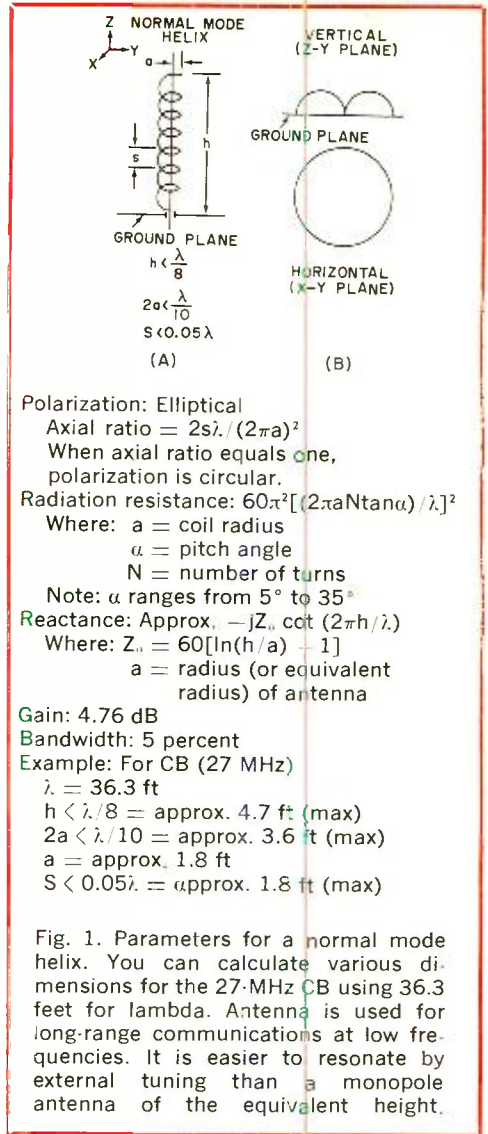 Z NORMAL MODE
HELIX
Y
X
a
h
s
GROUND PLANE
h<λ/8
2a<λ/10
S<0.05λ
(A)
VERTICAL
(Z-Y PLANE)
GROUND PLANE
HORIZONTAL
(X-Y PLANE)
(B)
Polarization: Elliptical
Axial ratio = 2sλ/(2πa)²
When axial ratio equals one,
polarization is circular.
Radiation resistance: 60π²[(2πaNtanα)/λ]²
Where: a = coil radius
α = pitch angle
N = number of turns
Note: α ranges from 5° to 35°
Reactance: Approx. −jZₒ cot (2πh/λ)
Where: Zₒ = 60[ln(h/a) − 1]
a = radius (or equivalent
radius) of antenna
Gain: 4.76 dB
Bandwidth: 5 percent
Example: For CB (27 MHz)
λ = 36.3 ft
h < λ/8 = approx. 4.7 ft (max)
2a < λ/10 = approx. 3.6 ft (max)
a = approx. 1.8 ft
S < 0.05λ = approx. 1.8 ft (max)
Fig. 1. Parameters for a normal mode
helix. You can calculate various di-
mensions for the 27-MHz CB using 36.3
feet for lambda. Antenna is used for
long-range communications at low fre-
quencies. It is easier to resonate by
external tuning than a monopole
antenna of the equivalent height.